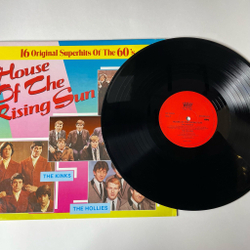 16 Original Superhits Of The 60's
House
Of The
Rising Sun
THE KINKS
THE HOLLIES